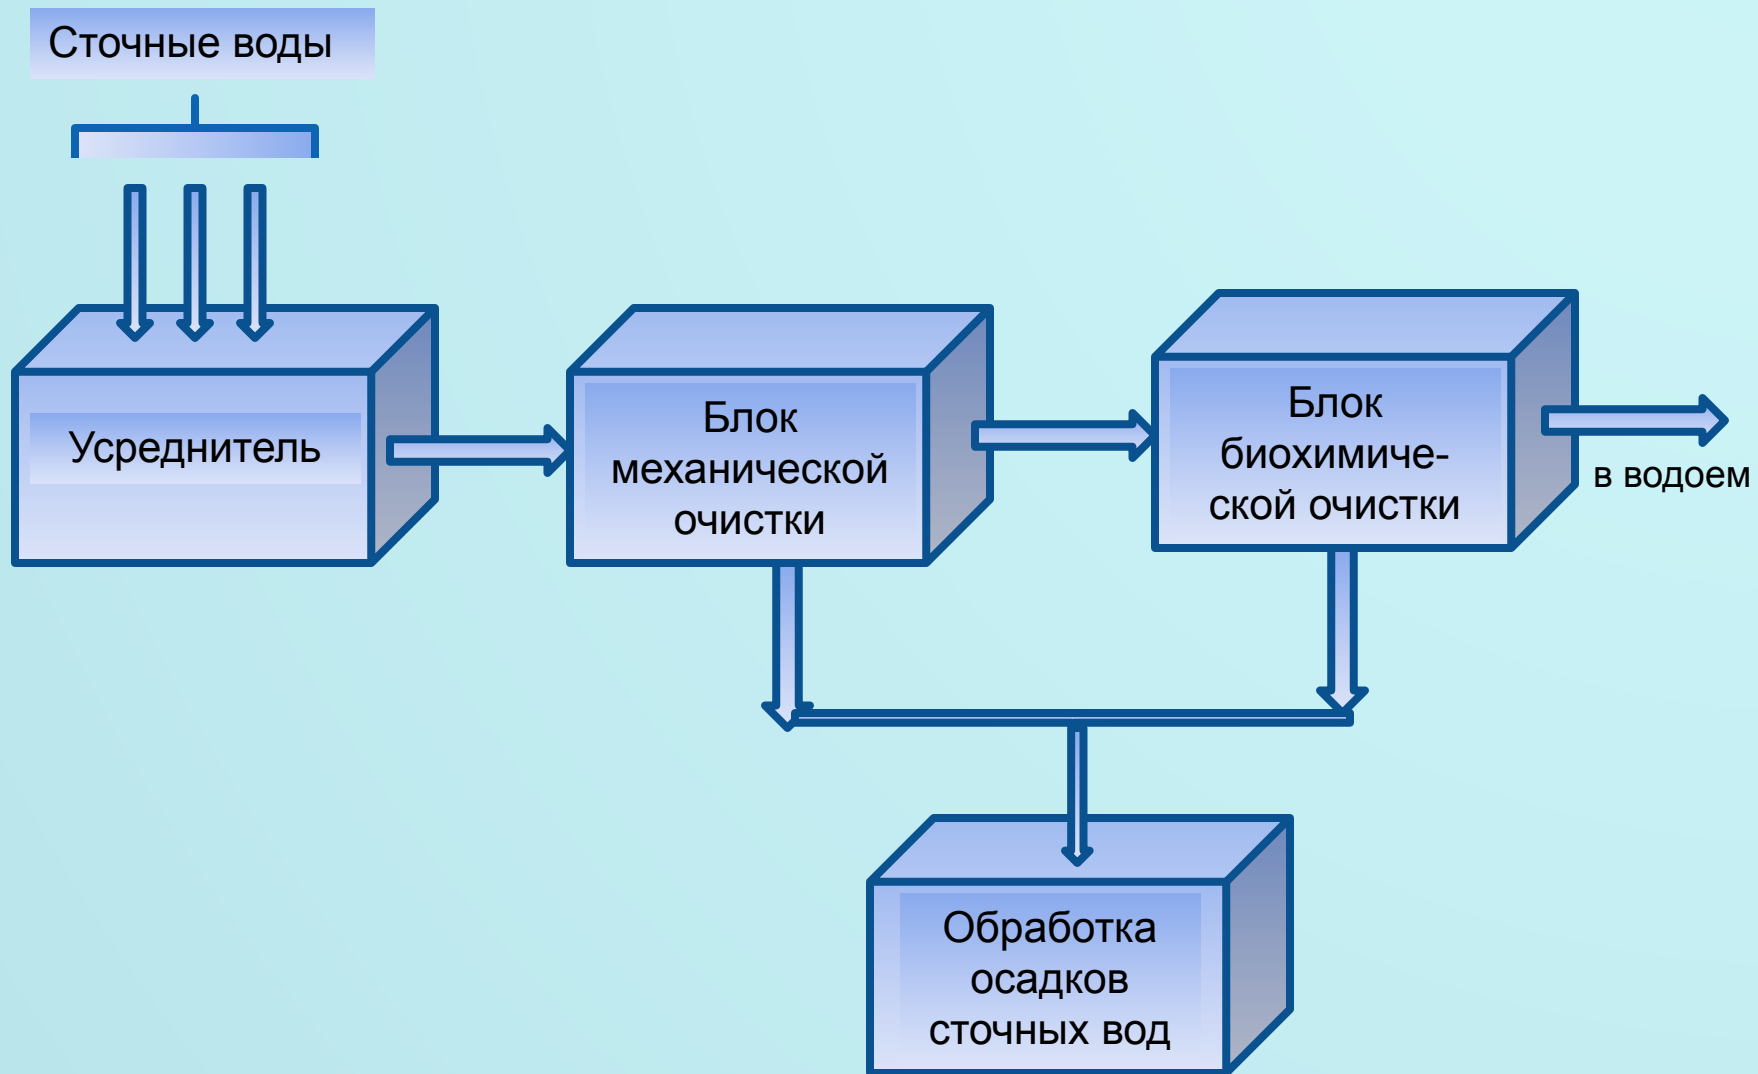 Сточные воды
Усреднитель
Блок
механической
очистки
Блок
биохимиче-
ской очистки
в водоем
Обработка
осадков
сточных вод